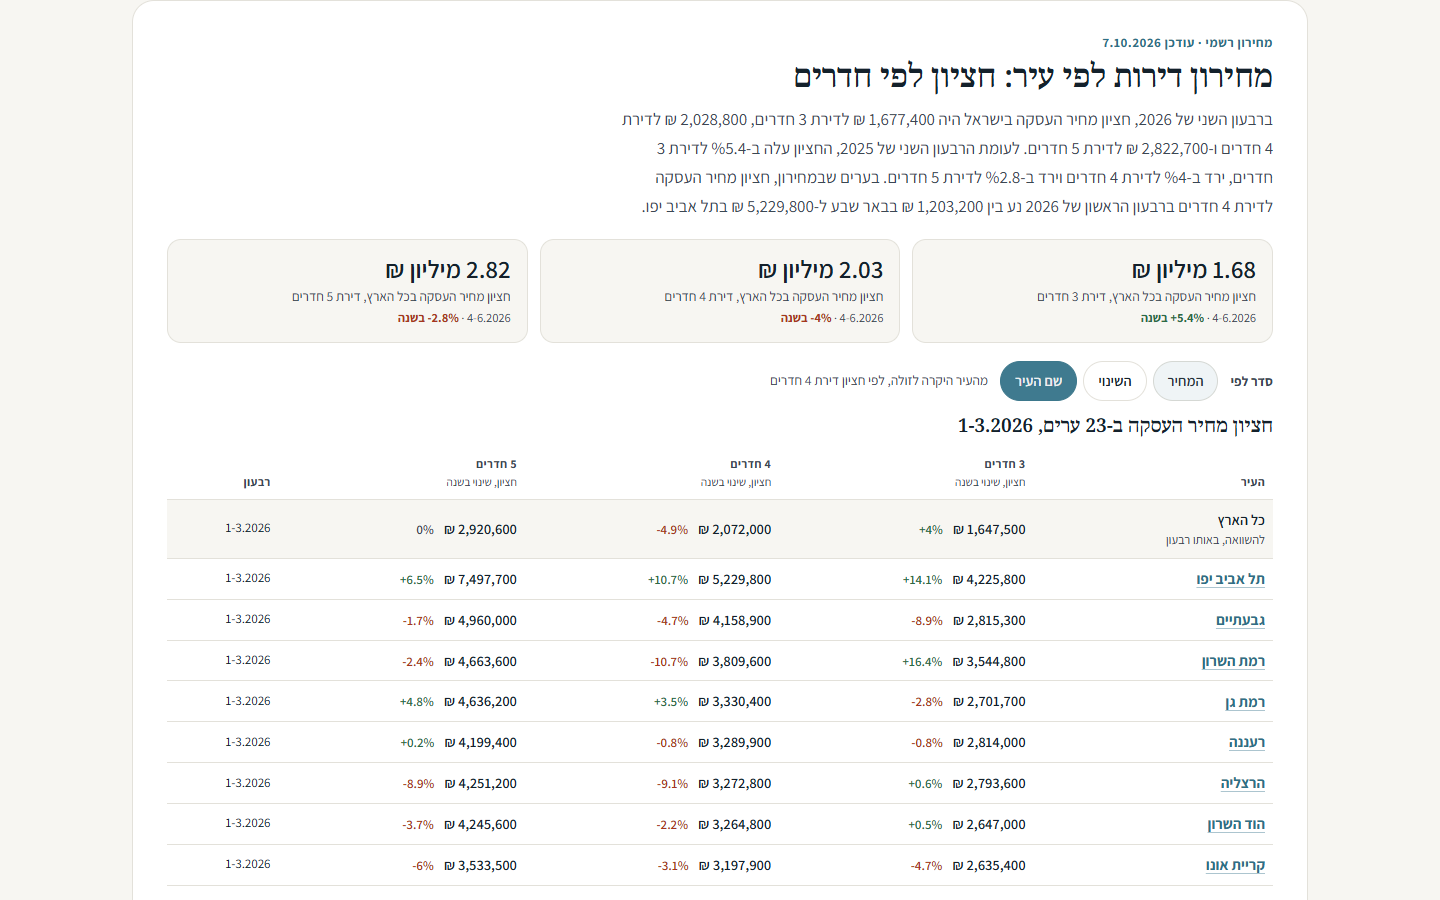 מחירון רשמי · עודכן 7.10.2026
מחירון דירות לפי עיר: חציון לפי חדרים
ברבעון השני של 2026, חציון מחיר העסקה בישראל היה 1,677,400 ₪ לדירת 3 חדרים, 2,028,800 ₪ לדירת
4 חדרים ו-2,822,700 ₪ לדירת 5 חדרים. לעומת הרבעון השני של 2025, החציון עלה ב-5.4% לדירת 3
חדרים, ירד ב-4% לדירת 4 חדרים וירד ב-2.8% לדירת 5 חדרים. בערים שבמחירון, חציון מחיר העסקה
לדירת 4 חדרים ברבעון הראשון של 2026 נע בין 1,203,200 ₪ בבאר שבע ל-5,229,800 ₪ בתל אביב יפו.
1.68 מיליון ₪
חציון מחיר העסקה בכל הארץ, דירת 3 חדרים
4-6.2026 · +5.4% בשנה
2.03 מיליון ₪
חציון מחיר העסקה בכל הארץ, דירת 4 חדרים
4-6.2026 · -4% בשנה
2.82 מיליון ₪
חציון מחיר העסקה בכל הארץ, דירת 5 חדרים
4-6.2026 · -2.8% בשנה
סדר לפי המחיר השינוי שם העיר מהעיר היקרה לזולה, לפי חציון דירת 4 חדרים
חציון מחיר העסקה ב-23 ערים, 1-3.2026
העיר 3 חדרים חציון, שינוי בשנה 4 חדרים חציון, שינוי בשנה 5 חדרים חציון, שינוי בשנה רבעון
כל הארץ 1,647,500 ₪ +4% 2,072,000 ₪ -4.9% 2,920,600 ₪ 0% 1-3.2026
להשוואה, באותו רבעון
תל אביב יפו 4,225,800 ₪ +14.1% 5,229,800 ₪ +10.7% 7,497,700 ₪ +6.5% 1-3.2026
גבעתיים 2,815,300 ₪ -8.9% 4,158,900 ₪ -4.7% 4,960,000 ₪ -1.7% 1-3.2026
רמת השרון 3,544,800 ₪ +16.4% 3,809,600 ₪ -10.7% 4,663,600 ₪ -2.4% 1-3.2026
רמת גן 2,701,700 ₪ -2.8% 3,330,400 ₪ +3.5% 4,636,200 ₪ +4.8% 1-3.2026
רעננה 2,814,000 ₪ -0.8% 3,289,900 ₪ -0.8% 4,199,400 ₪ +0.2% 1-3.2026
הרצליה 2,793,600 ₪ +0.6% 3,272,800 ₪ -9.1% 4,251,200 ₪ -8.9% 1-3.2026
הוד השרון 2,647,000 ₪ +0.5% 3,264,800 ₪ -2.2% 4,245,600 ₪ -3.7% 1-3.2026
קריית אונו 2,635,400 ₪ -4.7% 3,197,900 ₪ -3.1% 3,533,500 ₪ -6% 1-3.2026